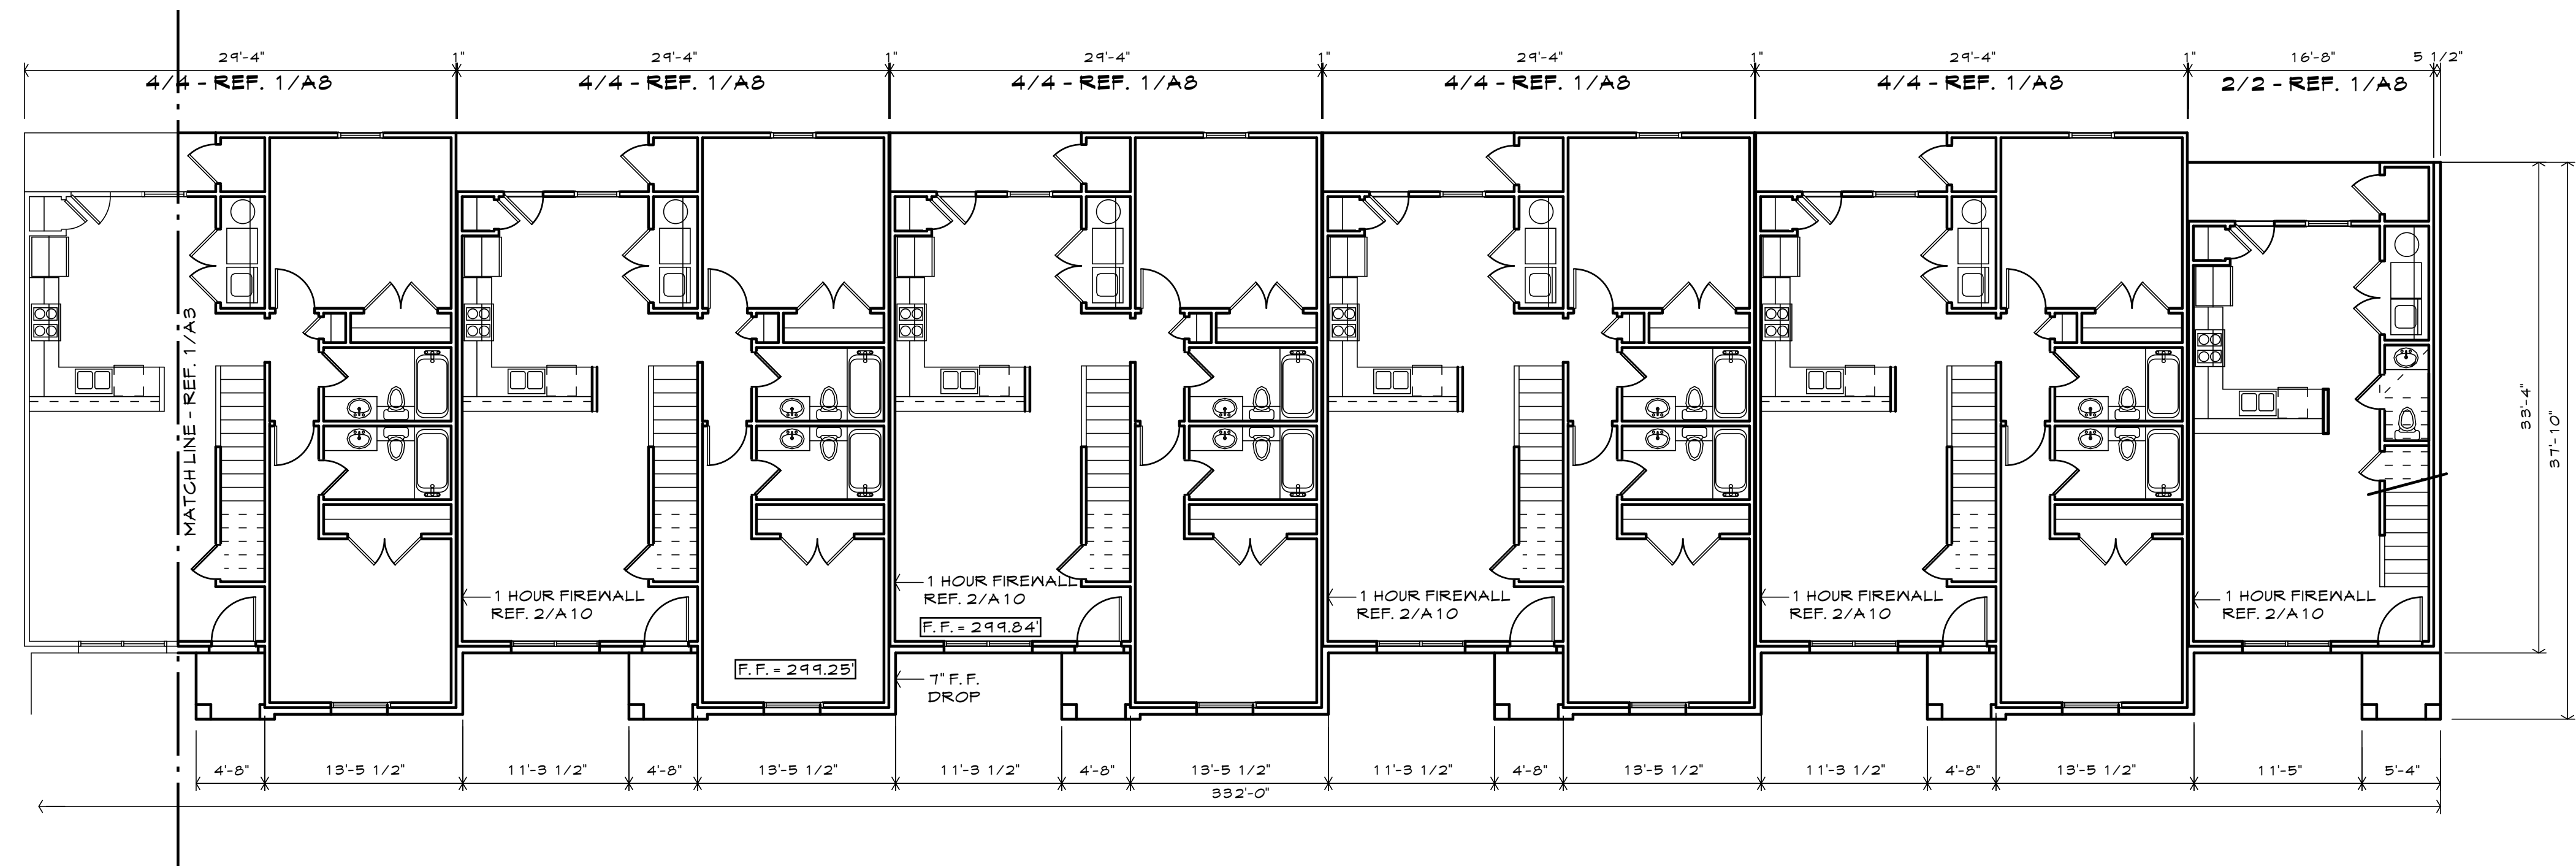 29'-4" 1" 29'-4" 1" 29'-4" 1" 29'-4" 1" 29'-4" 1" 16'-8" 5 1/2"
4/4 - REF. 1/A8 4/4 - REF. 1/A8 4/4 - REF. 1/A8 4/4 - REF. 1/A8 4/4 - REF. 1/A8 2/2 - REF. 1/A8
MATCH LINE - REF. 1/A3
33'-4"
37'-10"
1 HOUR FIREWALL
REF. 2/A10
1 HOUR FIREWALL
REF. 2/A10
F.F. = 299.84'
1 HOUR FIREWALL
REF. 2/A10
1 HOUR FIREWALL
REF. 2/A10
1 HOUR FIREWALL
REF. 2/A10
F.F. = 299.25'
7" F.F.
DROP
4'-8" 13'-5 1/2" 11'-3 1/2" 4'-8" 13'-5 1/2" 11'-3 1/2" 4'-8" 13'-5 1/2" 11'-3 1/2" 4'-8" 13'-5 1/2" 11'-3 1/2" 4'-8" 13'-5 1/2" 11'-5" 5'-4"
332'-0"